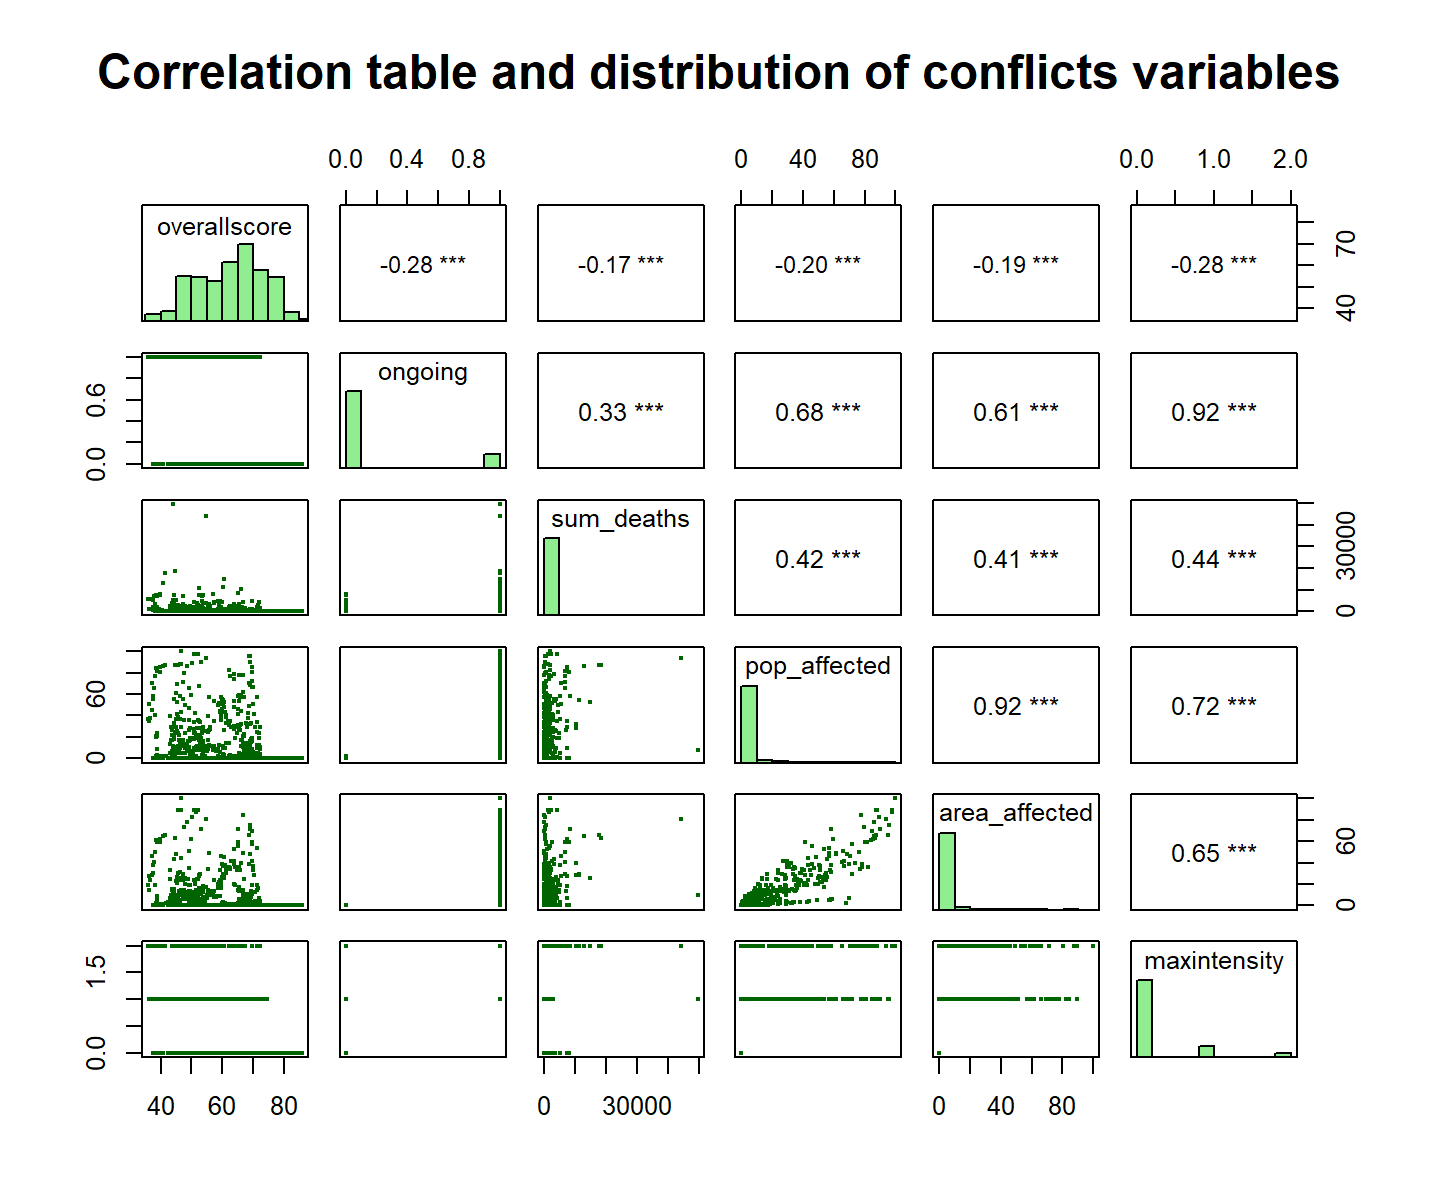 Correlation table and distribution of conflicts variables
0.0 0.4 0.8 0 40 80 0.0 1.0 2.0
overallscore -0.28 *** -0.17 *** -0.20 *** -0.19 *** -0.28 *** 40 70
0.0 0.6 ongoing 0.33 *** 0.68 *** 0.61 *** 0.92 ***
sum_deaths 0.42 *** 0.41 *** 0.44 *** 0 30000
0 60 pop_affected 0.92 *** 0.72 ***
area_affected 0.65 *** 0 60
0.0 1.5 maxintensity
40 60 80 0 30000 0 40 80